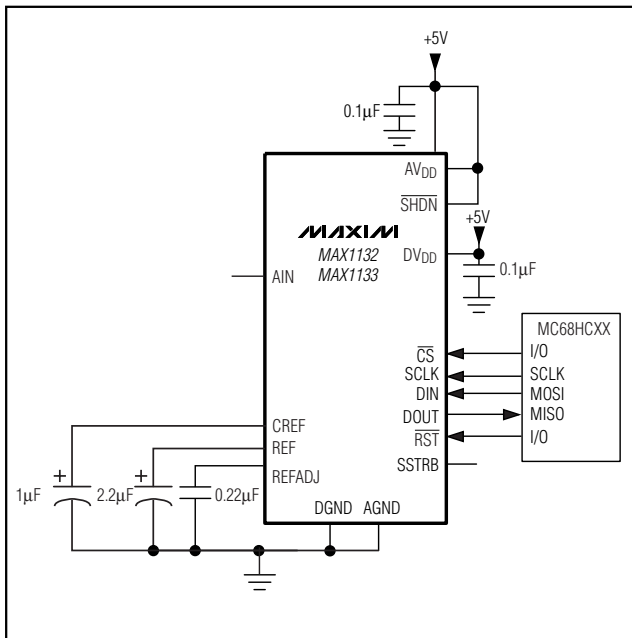 +5V
0.1μF
AVDD
SHDN
MAXIM
MAX1132
MAX1133
+5V
DVDD
0.1μF
AIN
MC68HCXX
CS
I/O
SCLK
SCLK
DIN
MOSI
DOUT
MISO
RST
I/O
SSTRB
CREF
REF
REFADJ
+
+
1μF
2.2μF
0.22μF
DGND
AGND